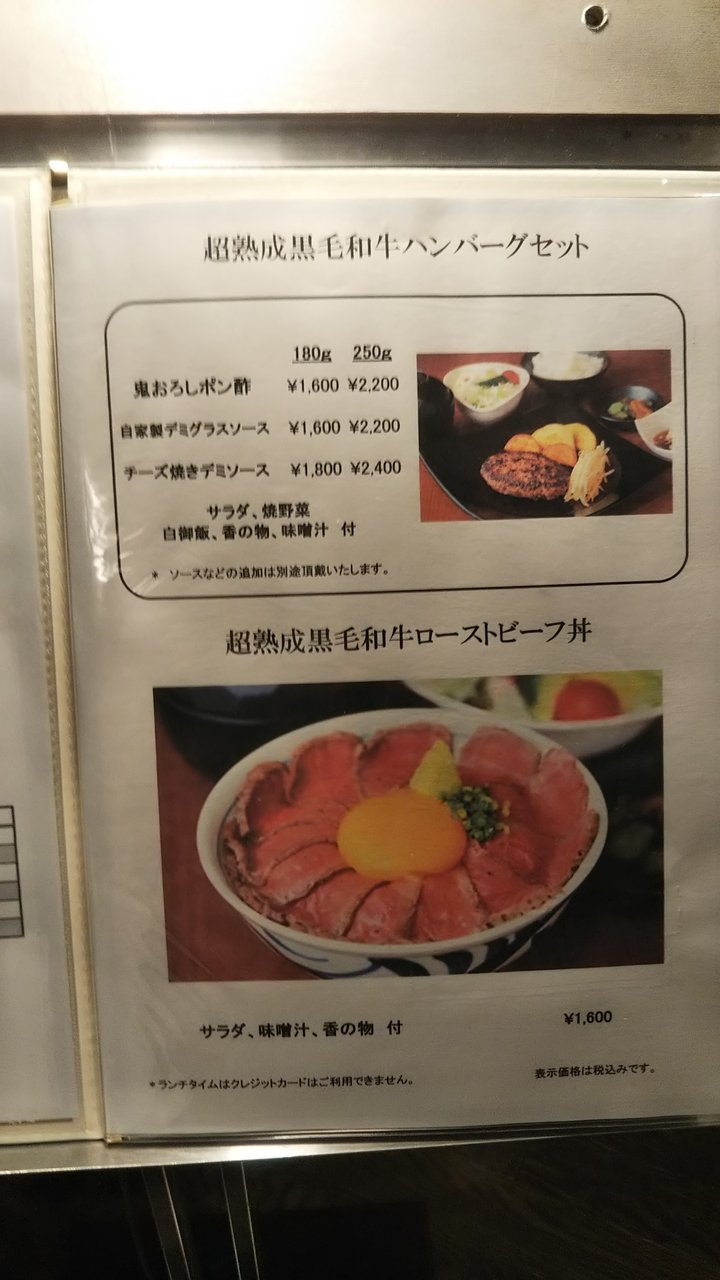 超熟成黒毛和牛ハンバーグセット
180g 250g
鬼おろしポン酢 ¥1,600 ¥2,200
自家製デミグラスソース ¥1,600 ¥2,200
チーズ焼きデミソース ¥1,800 ¥2,400
サラダ、焼野菜
白御飯、香の物、味噌汁 付
* ソースなどの追加は別途頂戴いたします。
超熟成黒毛和牛ローストビーフ丼
サラダ、味噌汁、香の物 付 ¥1,600
*ランチタイムはクレジットカードはご利用できません。 表示価格は税込みです。